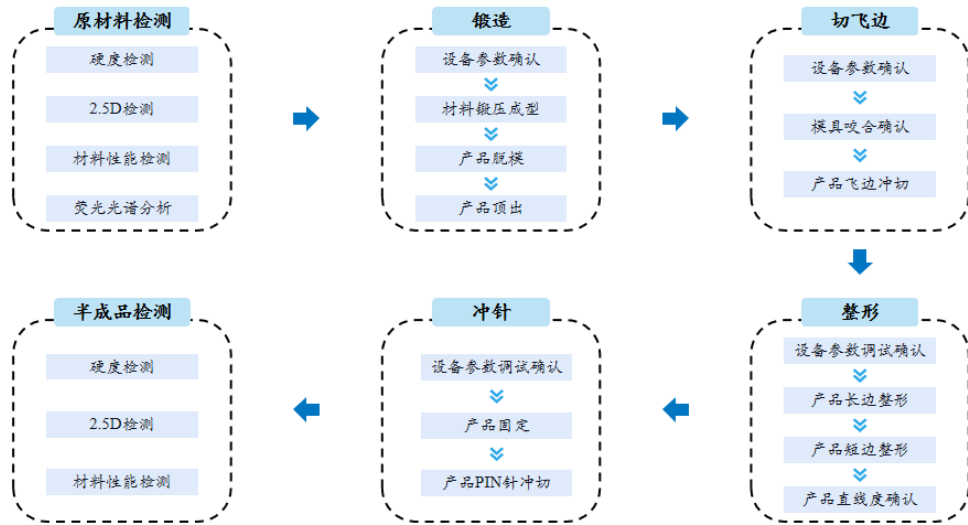 原材料检测
硬度检测
2.5D检测
材料性能检测
荧光光谱分析
锻造
设备参数确认
材料锻压成型
产品脱模
产品顶出
切飞边
设备参数确认
模具咬合确认
产品飞边冲切
整形
设备参数调试确认
产品长边整形
产品短边整形
产品直线度确认
冲针
设备参数调试确认
产品固定
产品PIN针冲切
半成品检测
硬度检测
2.5D检测
材料性能检测